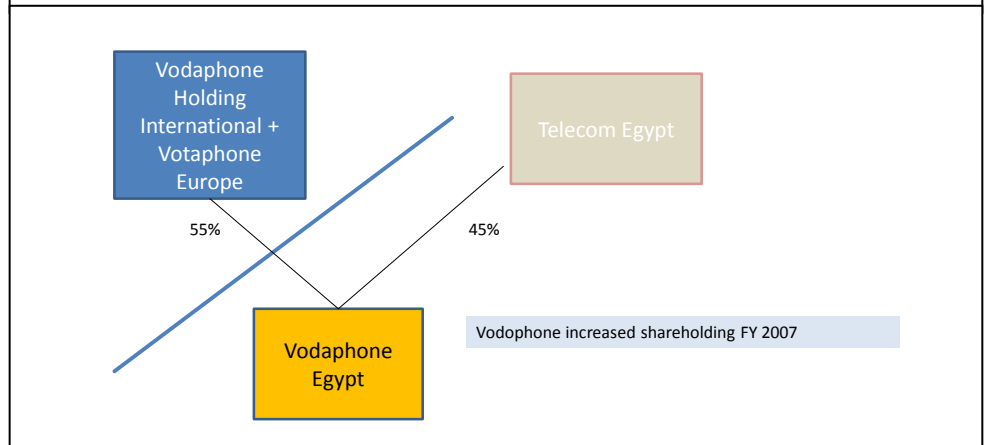 Vodaphone
Holding
International +
Votaphone
Europe
Telecom Egypt
55%
45%
Vodaphone
Egypt
Vodophone increased shareholding FY 2007